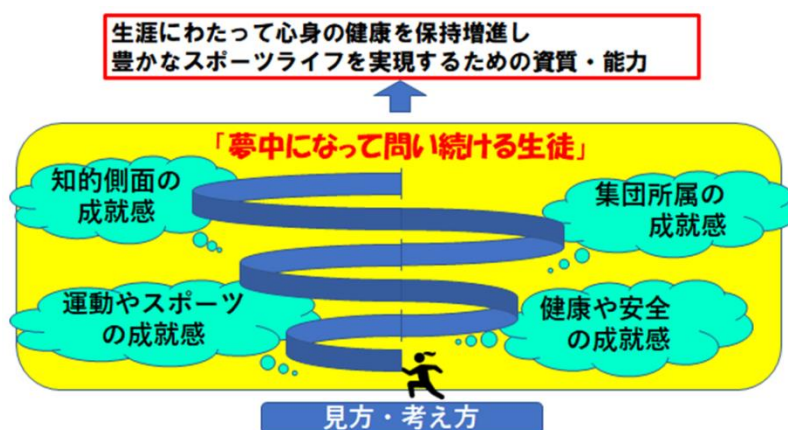 生涯にわたって心身の健康を保持増進し
豊かなスポーツライフを実現するための資質・能力
「夢中になって問い続ける生徒」
知的側面の
成就感
集団所属の
成就感
運動やスポーツ
の成就感
健康や安全
の成就感
見方・考え方